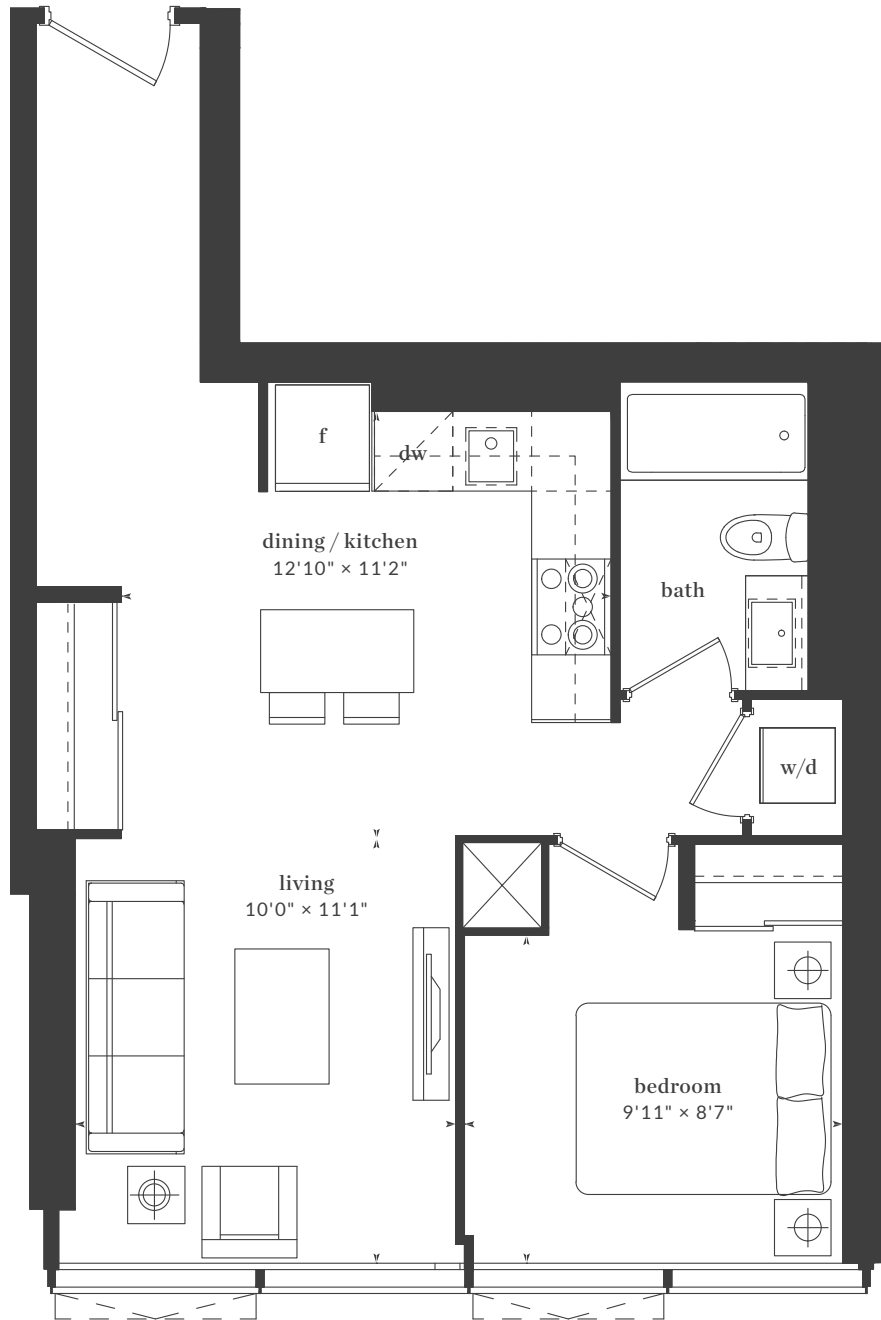 f
dw
dining / kitchen
12'10" × 11'2"
bath
w/d
living
10'0" × 11'1"
bedroom
9'11" × 8'7"